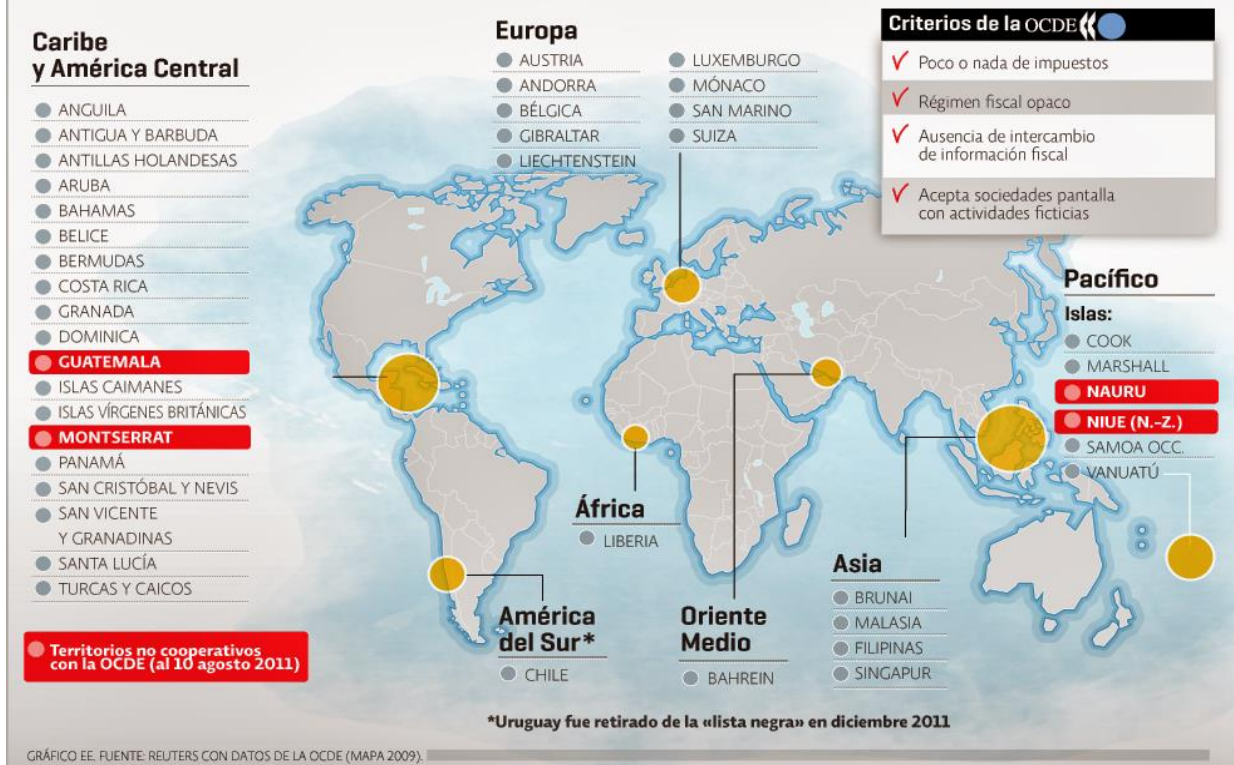 Caribe
y América Central
ANGUILA
ANTIGUA Y BARBUDA
ANTILLAS HOLANDESAS
ARUBA
BAHAMAS
BELICE
BERMUDAS
COSTA RICA
GRANADA
DOMINICA
GUATEMALA
ISLAS CAIMANES
ISLAS VÍRGENES BRITÁNICAS
MONTSERRAT
PANAMÁ
SAN CRISTÓBAL Y NEVIS
SAN VICENTE
Y GRANADINAS
SANTA LUCÍA
TURCAS Y CAICOS
Territorios no cooperativos
con la OCDE (al 10 agosto 2011)
Europa
AUSTRIA
ANDORRA
BÉLGICA
GIBRALTAR
LIECHTENSTEIN
LUXEMBURGO
MÓNACO
SAN MARINO
SUIZA
Criterios de la OCDE
Poco o nada de impuestos
Régimen fiscal opaco
Ausencia de intercambio
de información fiscal
Acepta sociedades pantalla
con actividades ficticias
Pacífico
Islas:
COOK
MARSHALL
NAURU
NIUE (N.-Z.)
SAMOA OCC.
VANUATÚ
África
LIBERIA
América
del Sur*
CHILE
Oriente
Medio
BAHREIN
Asia
BRUNAI
MALASIA
FILIPINAS
SINGAPUR
*Uruguay fue retirado de la «lista negra» en diciembre 2011
GRÁFICO EE. FUENTE: REUTERS CON DATOS DE LA OCDE (MAPA 2009).